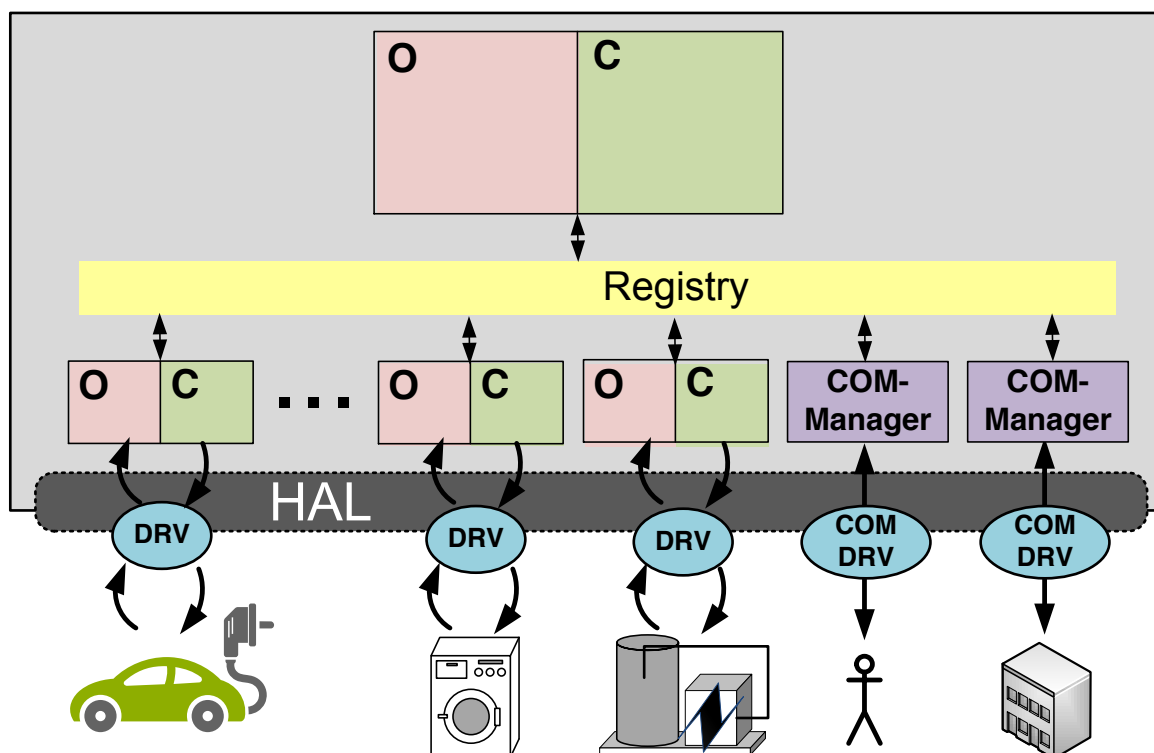 O
C
Registry
O
C
O
C
O
C
COM-
Manager
COM-
Manager
HAL
DRV
DRV
DRV
COM
DRV
COM
DRV